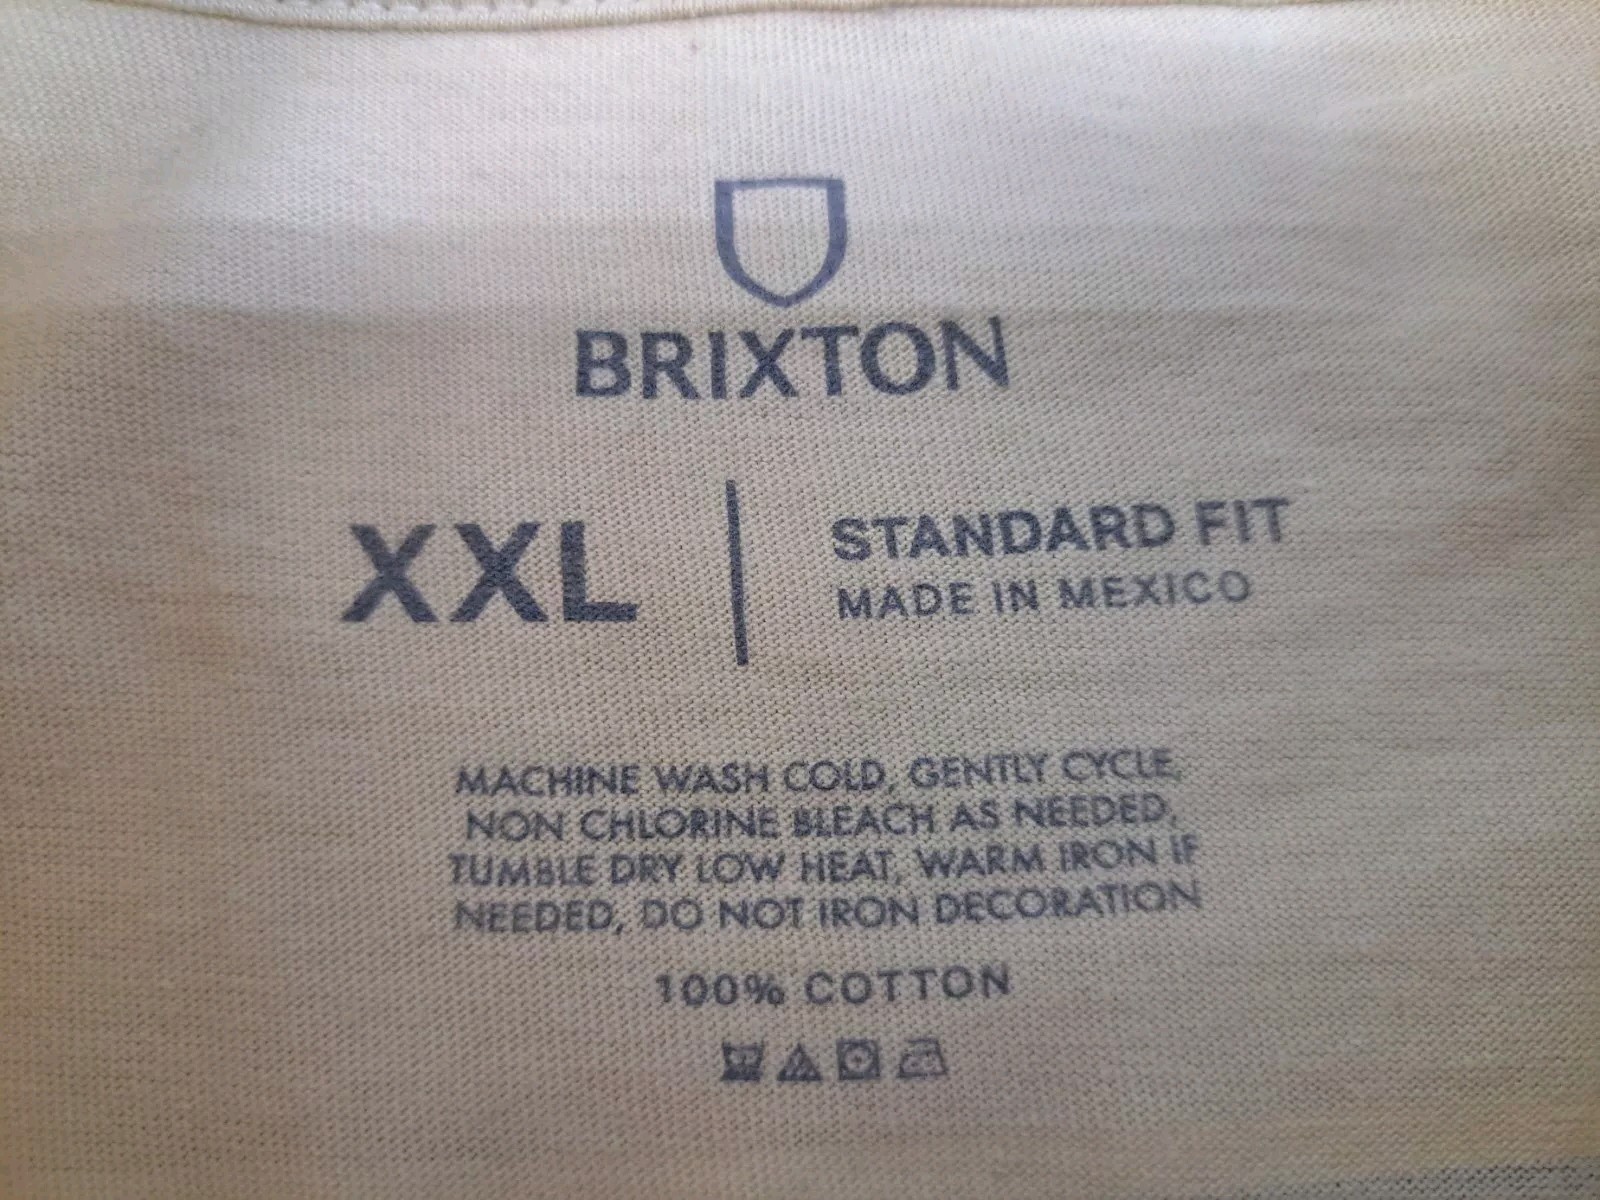 BRIXTON
XXL
STANDARD FIT
MADE IN MEXICO
MACHINE WASH COLD, GENTLY CYCLE,
NON CHLORINE BLEACH AS NEEDED,
TUMBLE DRY LOW HEAT, WARM IRON IF
NEEDED, DO NOT IRON DECORATION
100% COTTON